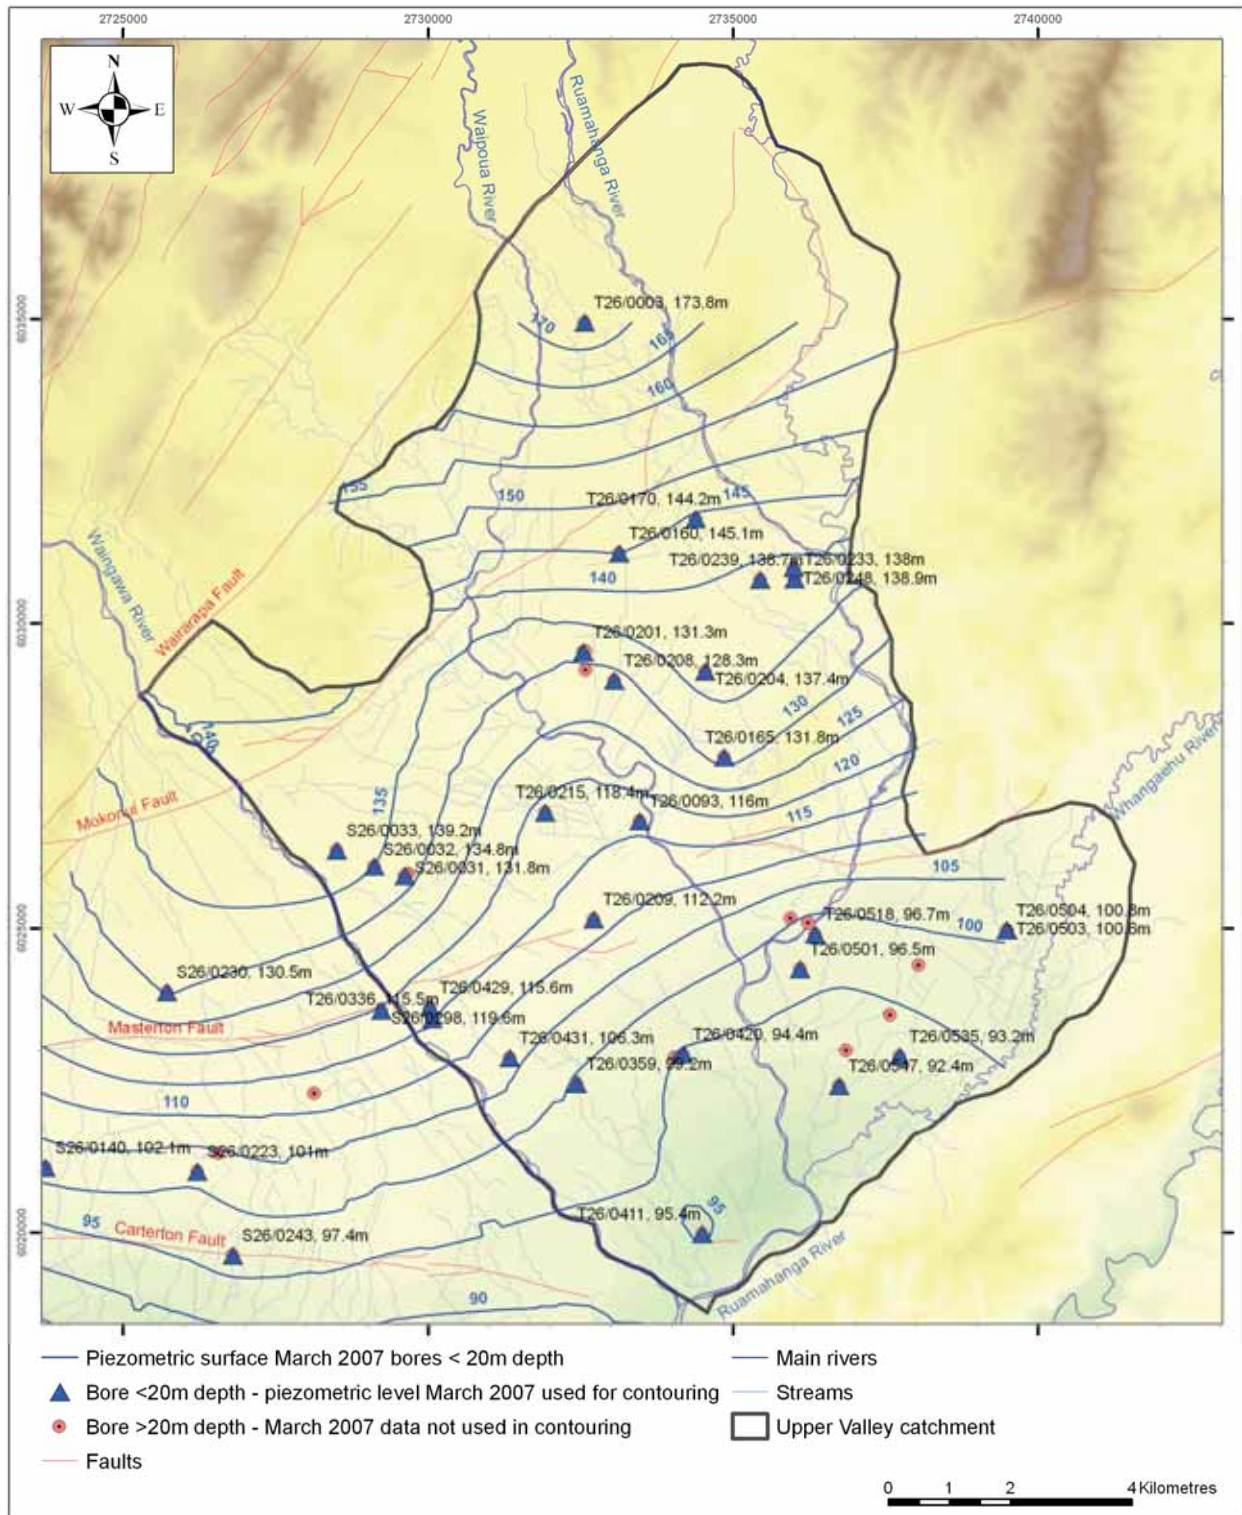 2725000
2730000
2735000
2740000
N
W
E
S
Waipoua River
Ruamahanga River
T26/0003, 173.8m
6015000
170
165
160
155
150
T26/0170, 144.2m
145
T26/0160, 145.1m
T26/0239, 138.7m
T26/0233, 138m
T26/0248, 138.9m
140
Waingawa River
Wairarapa Fault
6010000
T26/0201, 131.3m
T26/0208, 128.3m
T26/0204, 137.4m
130
125
140
T26/0165, 131.8m
120
Whangaehu River
Mokonui Fault
135
T26/0215, 118.4m
T26/0093, 116m
115
S26/0033, 139.2m
S26/0032, 134.8m
S26/0031, 131.8m
105
T26/0209, 112.2m
T26/0518, 96.7m
100
T26/0504, 100.8m
T26/0503, 100.6m
6025000
T26/0501, 96.5m
S26/0230, 130.5m
T26/0429, 115.6m
T26/0336, 115.5m
S26/0298, 119.6m
Masterton Fault
T26/0431, 106.3m
T26/0420, 94.4m
T26/0535, 93.2m
T26/0359, 99.2m
T26/0547, 92.4m
110
S26/0140, 102.1m
S26/0223, 101m
95
T26/0411, 95.4m
95
Carterton Fault
S26/0243, 97.4m
6020000
Ruamahanga River
90
Piezometric surface March 2007 bores < 20m depth
Main rivers
Bore <20m depth - piezometric level March 2007 used for contouring
Streams
Bore >20m depth - March 2007 data not used in contouring
Upper Valley catchment
Faults
0 1 2 4 Kilometres